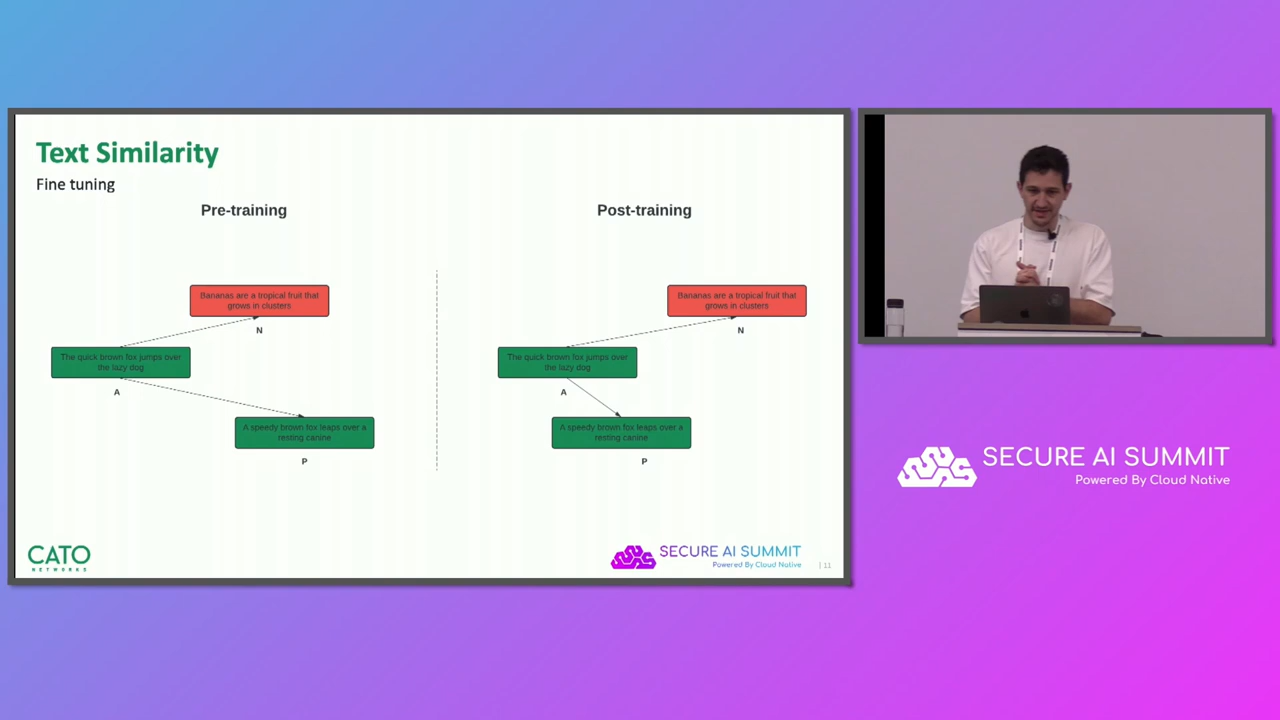 Text Similarity
Fine tuning
Pre-training
Post-training
Bananas are a tropical fruit that
grows in clusters
N
The quick brown fox jumps over
the lazy dog
A
A speedy brown fox leaps over a
resting canine
P
Bananas are a tropical fruit that
grows in clusters
N
The quick brown fox jumps over
the lazy dog
A
A speedy brown fox leaps over a
resting canine
P
CATO
NETWORKS
SECURE AI SUMMIT
Powered By Cloud Native
| 11
SECURE AI SUMMIT
Powered By Cloud Native